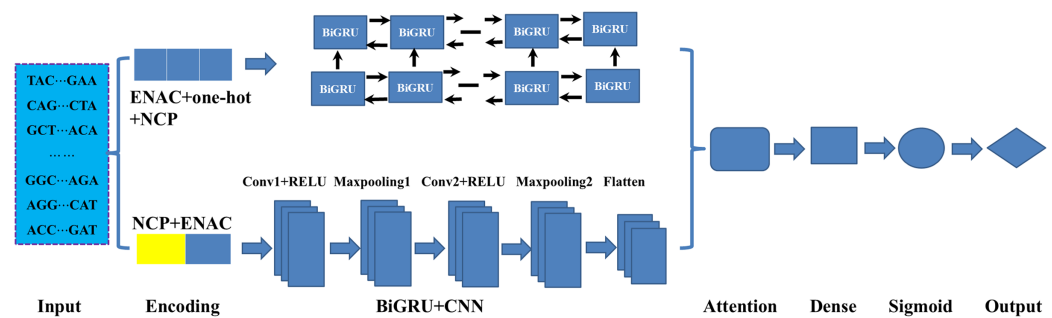 TAC···GAA
CAG···CTA
GCT···ACA
······
GGC···AGA
AGG···CAT
ACC···GAT
ENAC+one-hot
+NCP
BiGRU BiGRU BiGRU BiGRU
BiGRU BiGRU BiGRU BiGRU
NCP+ENAC
Conv1+RELU Maxpooling1 Conv2+RELU Maxpooling2 Flatten
Input Encoding BiGRU+CNN Attention Dense Sigmoid Output